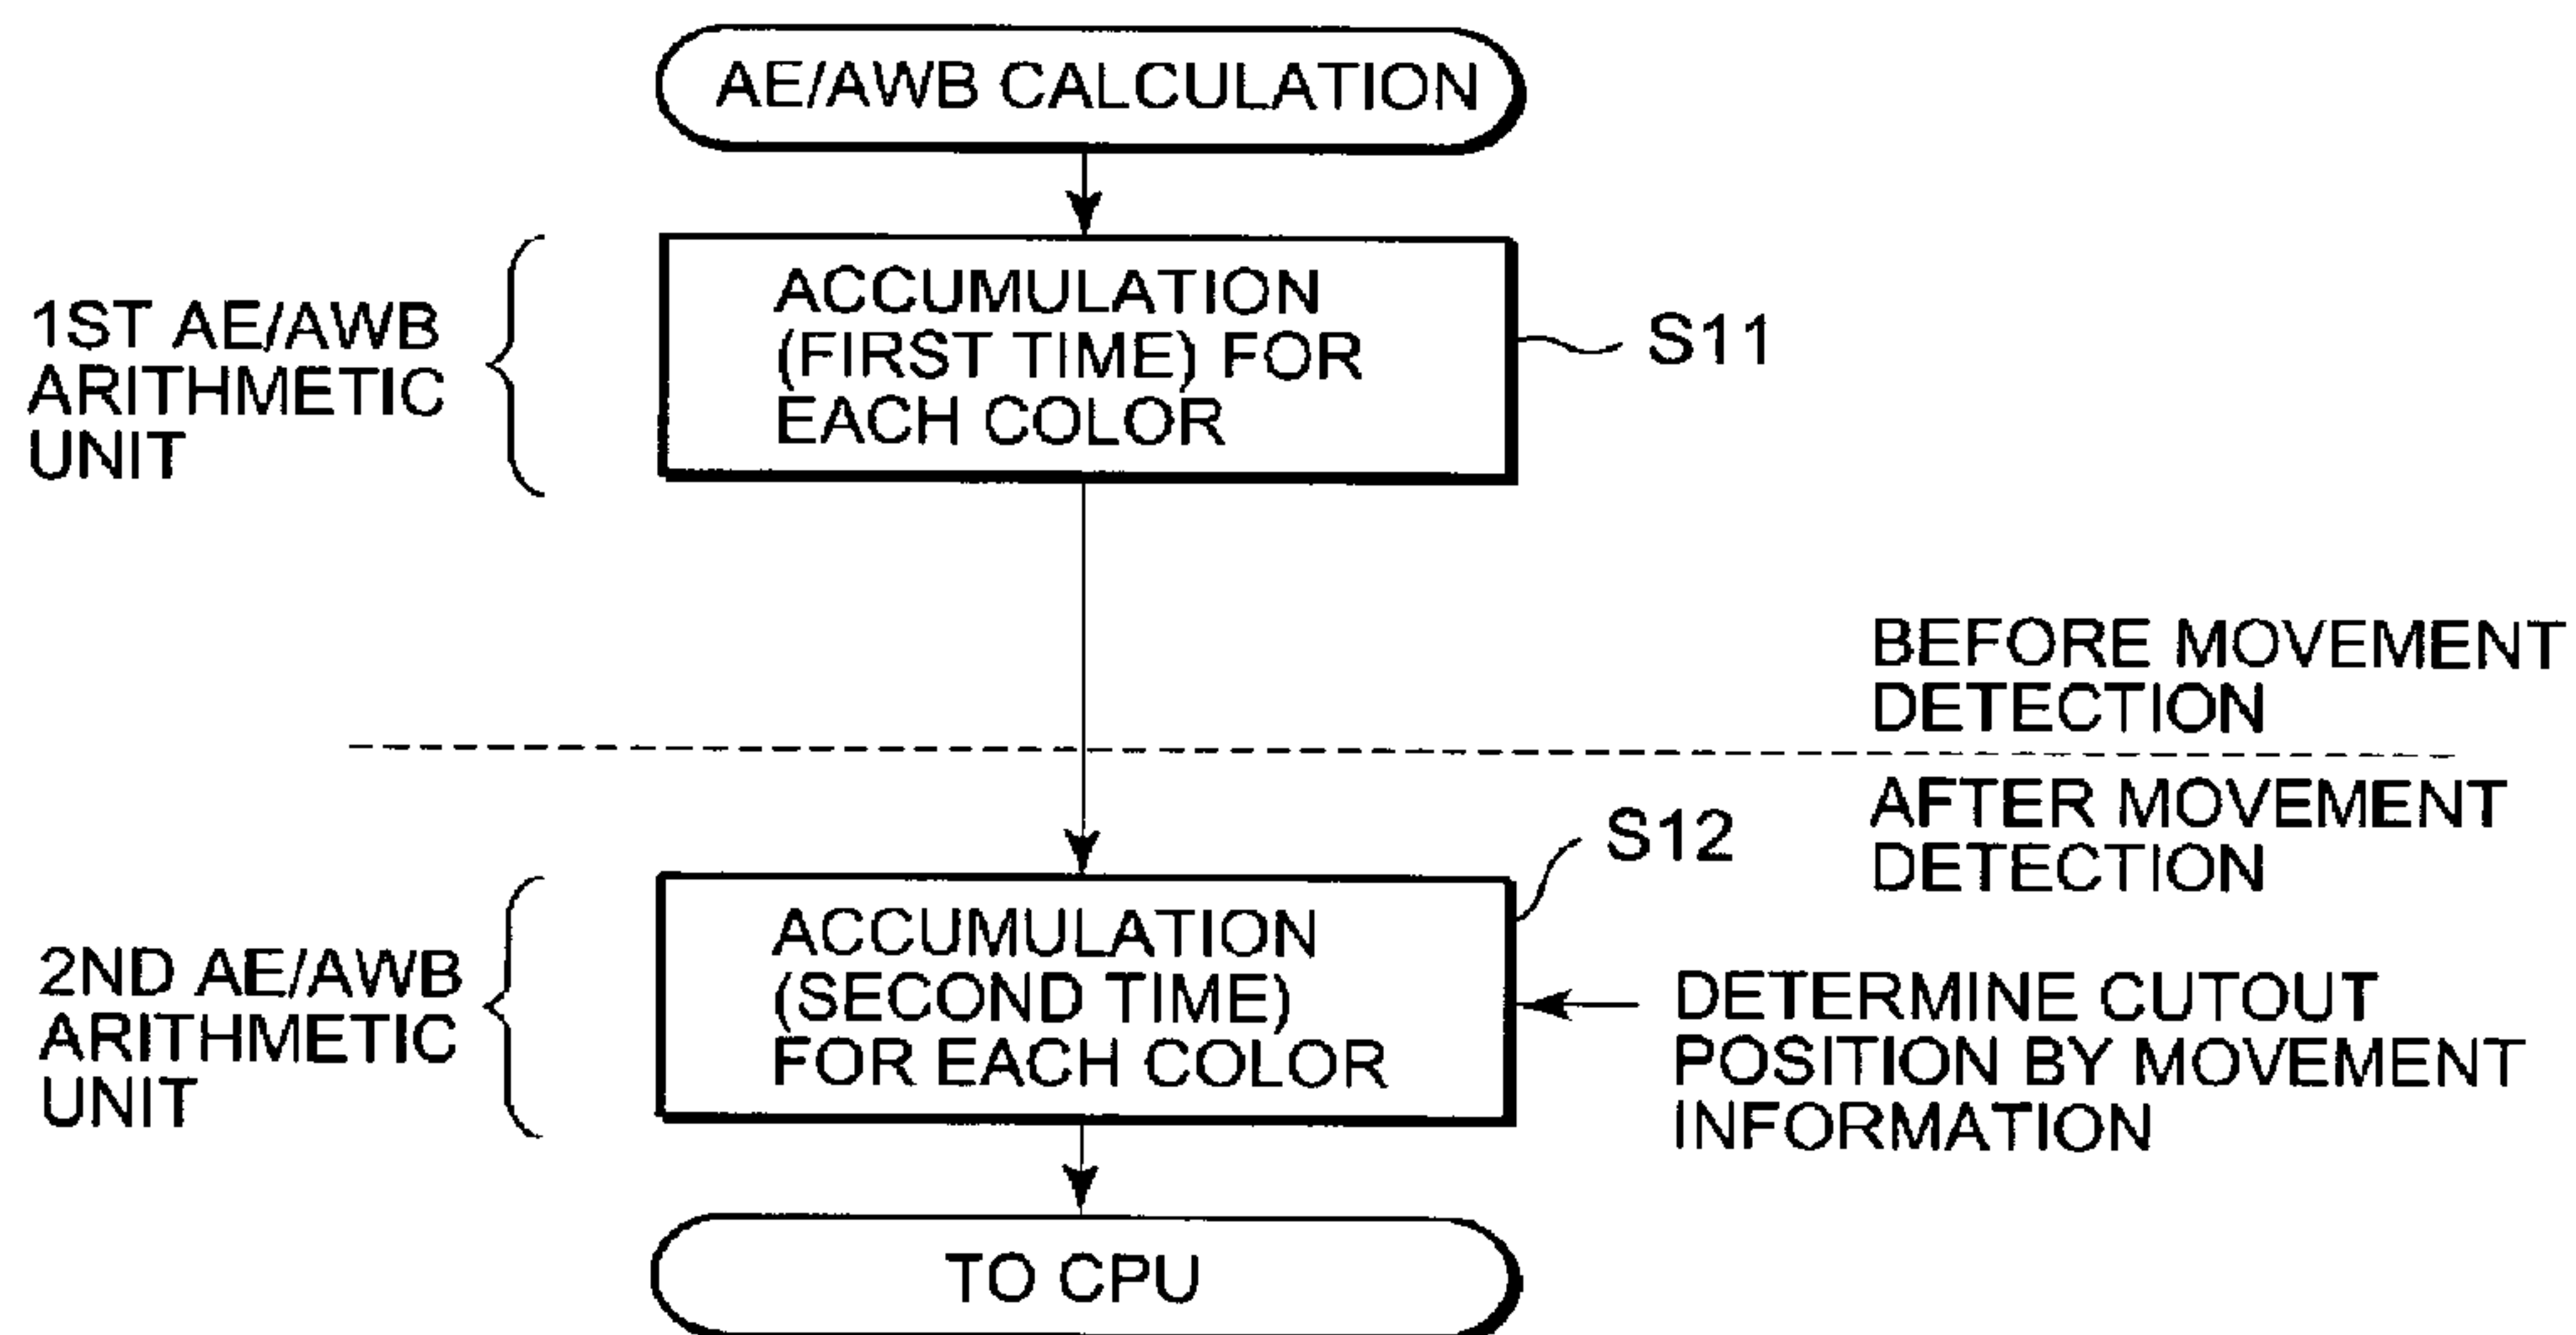 AE/AWB CALCULATION
1ST AE/AWB
ARITHMETIC
UNIT
ACCUMULATION
(FIRST TIME) FOR
EACH COLOR
S11
BEFORE MOVEMENT
DETECTION
AFTER MOVEMENT
DETECTION
S12
2ND AE/AWB
ARITHMETIC
UNIT
ACCUMULATION
(SECOND TIME)
FOR EACH COLOR
DETERMINE CUTOUT
POSITION BY MOVEMENT
INFORMATION
TO CPU